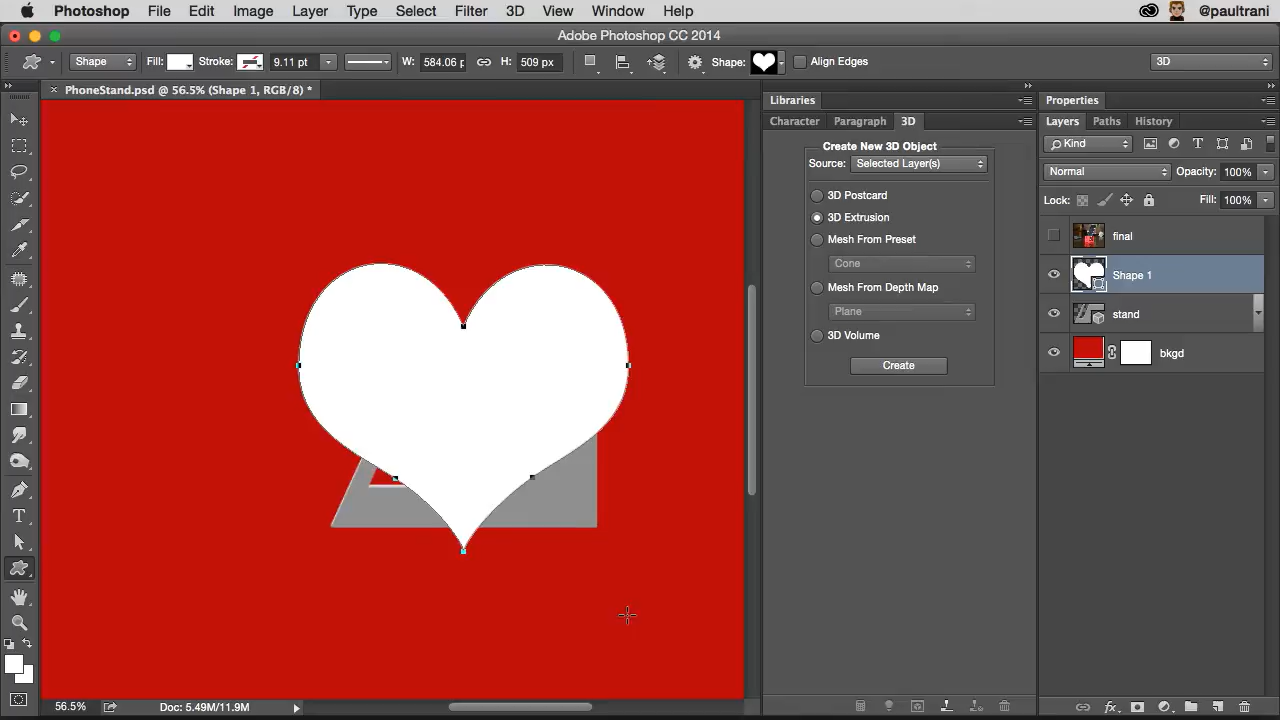 Photoshop File Edit Image Layer Type Select Filter 3D View Window Help @paultrani
Adobe Photoshop CC 2014
Shape Fill: Stroke: 9.11 pt W: 584.06 p H: 509 px Shape: Align Edges 3D
PhoneStand.psd @ 56.5% (Shape 1, RGB/8) *
Libraries
Character Paragraph 3D
Create New 3D Object
Source: Selected Layer(s)
3D Postcard
3D Extrusion
Mesh From Preset
Cone
Mesh From Depth Map
Plane
3D Volume
Create
Properties
Layers Paths History
Kind
Normal Opacity: 100%
Lock: Fill: 100%
final
Shape 1
stand
bkgd
56.5% Doc: 5.49M/11.9M